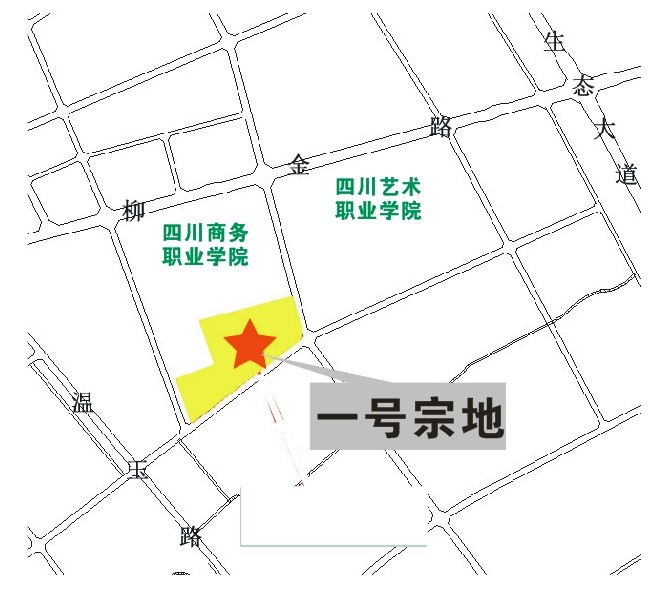 生态大道
柳金路
四川艺术
职业学院
四川商务
职业学院
一号宗地
温玉路